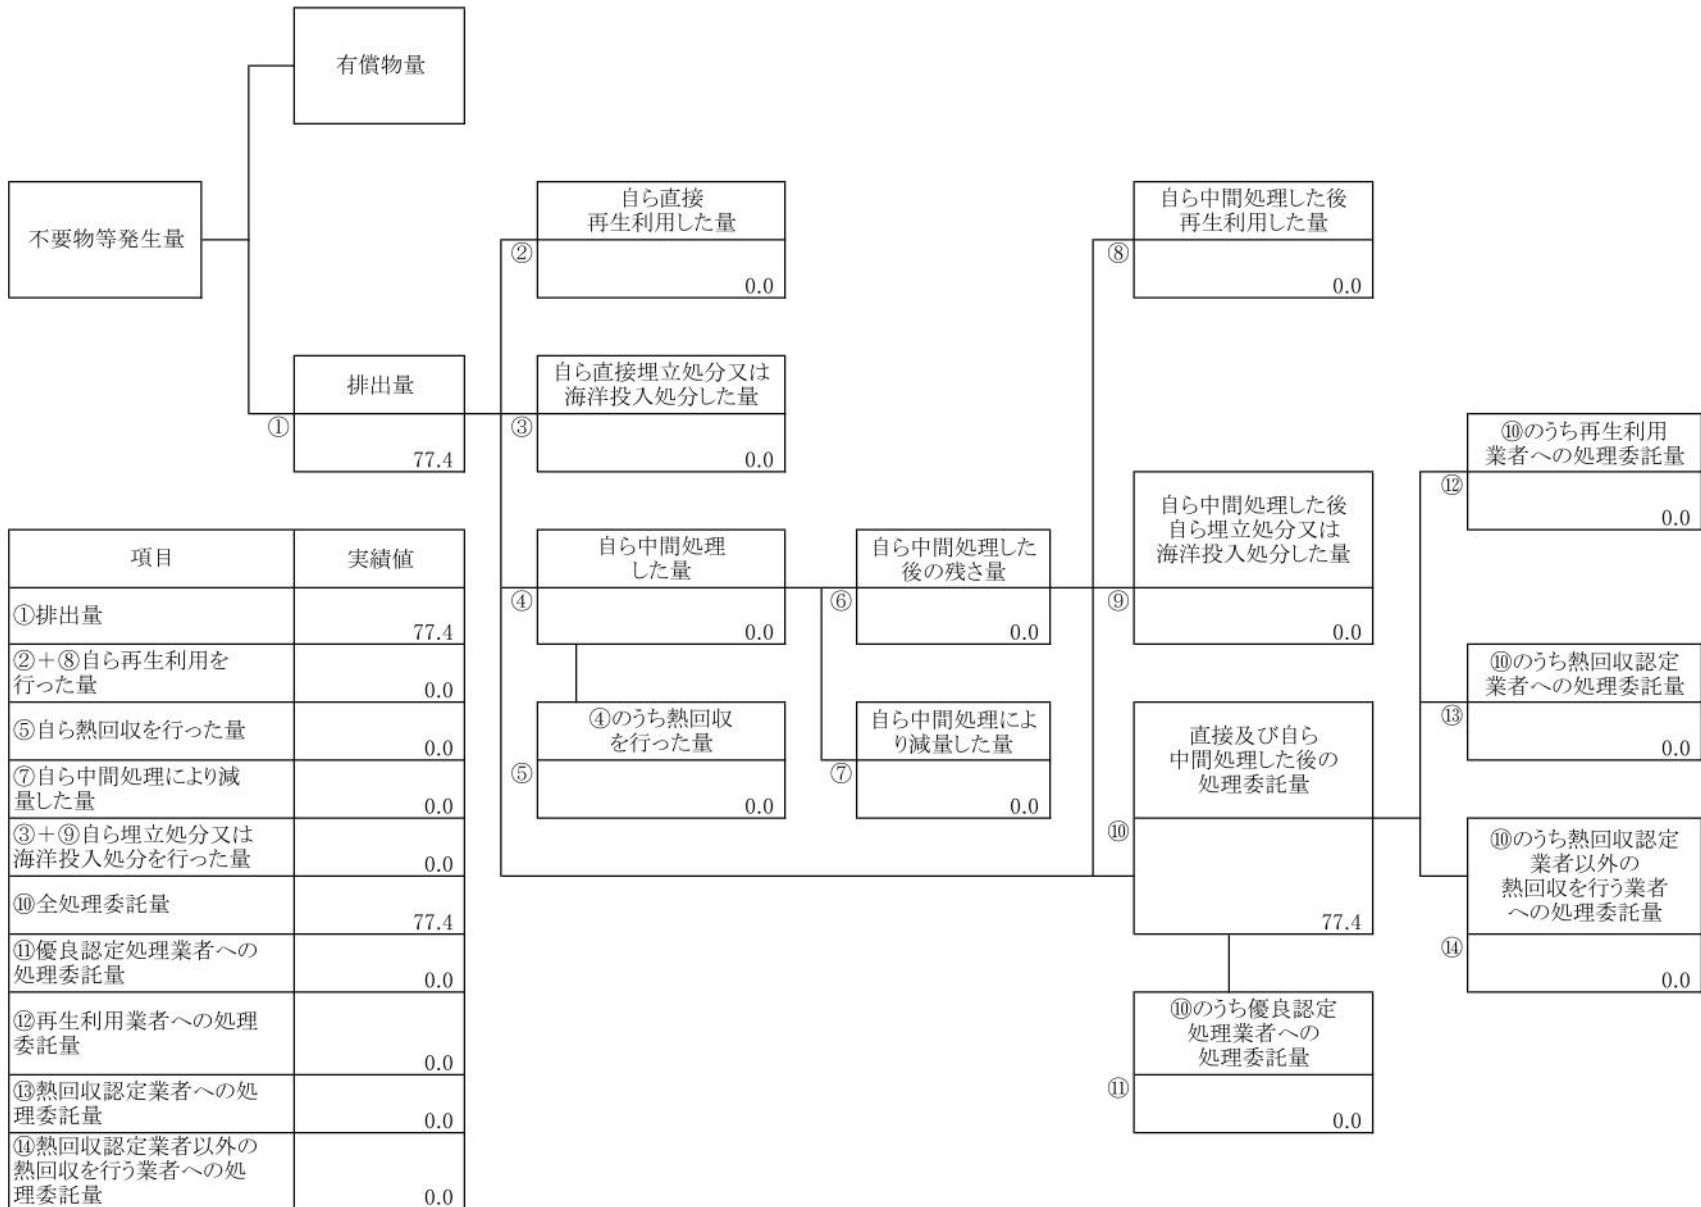 有償物量
不要物等発生量
自ら直接
再生利用した量
②
0.0
自ら中間処理した後
再生利用した量
⑧
0.0
排出量
①
77.4
自ら直接埋立処分又は
海洋投入処分した量
③
0.0
⑩のうち再生利用
業者への処理委託量
⑫
0.0
自ら中間処理
した量
④
0.0
自ら中間処理した
後の残さ量
⑥
0.0
自ら中間処理した後
自ら埋立処分又は
海洋投入処分した量
⑨
0.0
⑩のうち熱回収認定
業者への処理委託量
⑬
0.0
④のうち熱回収
を行った量
⑤
0.0
自ら中間処理によ
り減量した量
⑦
0.0
直接及び自ら
中間処理した後の
処理委託量
⑩
77.4
⑩のうち熱回収認定
業者以外の
熱回収を行う業者
への処理委託量
⑭
0.0
⑩のうち優良認定
処理業者への
処理委託量
⑪
0.0
項目 実績値
①排出量
77.4
②+⑧自ら再生利用を
行った量
0.0
⑤自ら熱回収を行った量
0.0
⑦自ら中間処理により減
量した量
0.0
③+⑨自ら埋立処分又は
海洋投入処分を行った量
0.0
⑩全処理委託量
77.4
⑪優良認定処理業者への
処理委託量
0.0
⑫再生利用業者への処理
委託量
0.0
⑬熱回収認定業者への処
理委託量
0.0
⑭熱回収認定業者以外の
熱回収を行う業者への処
理委託量
0.0